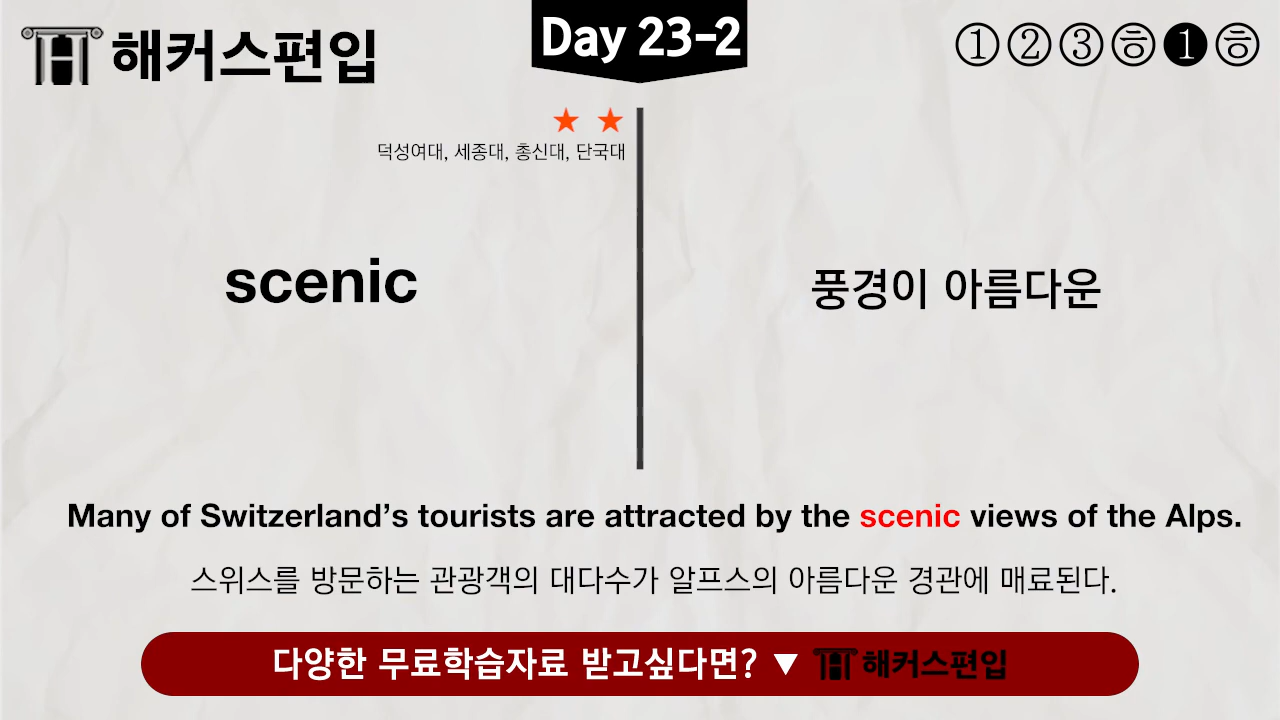 해커스편입
Day 23-2
① ② ③ ㉻ ❶ ㉻
★ ★
덕성여대, 세종대, 총신대, 단국대
scenic
풍경이 아름다운
Many of Switzerland’s tourists are attracted by the scenic views of the Alps.
스위스를 방문하는 관광객의 대다수가 알프스의 아름다운 경관에 매료된다.
다양한 무료학습자료 받고싶다면? ▼ 해커스편입